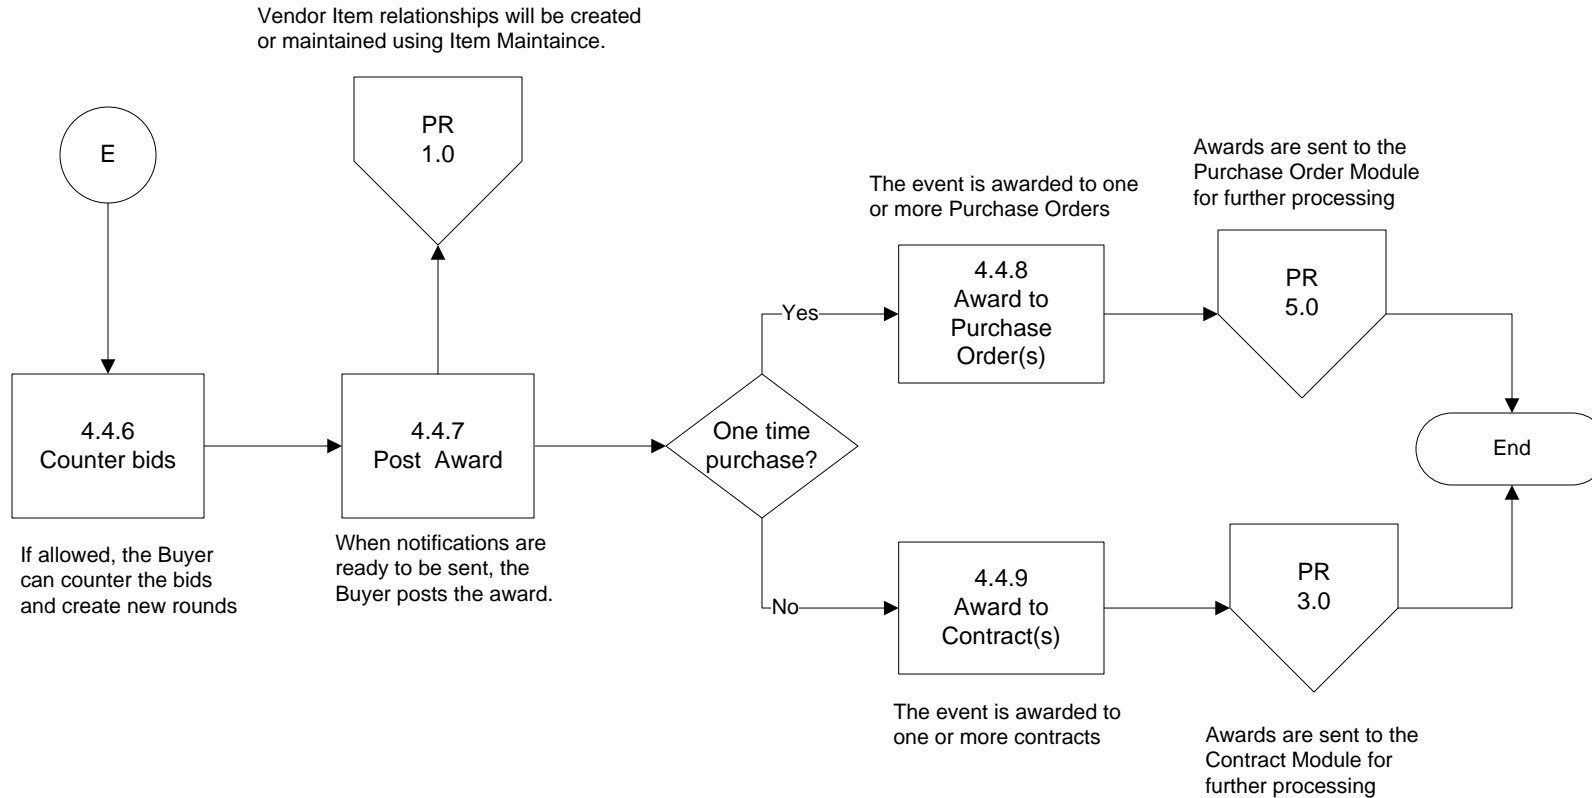 Vendor Item relationships will be created
or maintained using Item Maintaince.
PR
1.0
E
4.4.6
Counter bids
If allowed, the Buyer
can counter the bids
and create new rounds
4.4.7
Post  Award
When notifications are
ready to be sent, the
Buyer posts the award.
One time
purchase?
Yes
The event is awarded to one
or more Purchase Orders
4.4.8
Award to
Purchase
Order(s)
Awards are sent to the
Purchase Order Module
for further processing
PR
5.0
No
4.4.9
Award to
Contract(s)
The event is awarded to
one or more contracts
PR
3.0
Awards are sent to the
Contract Module for
further processing
End